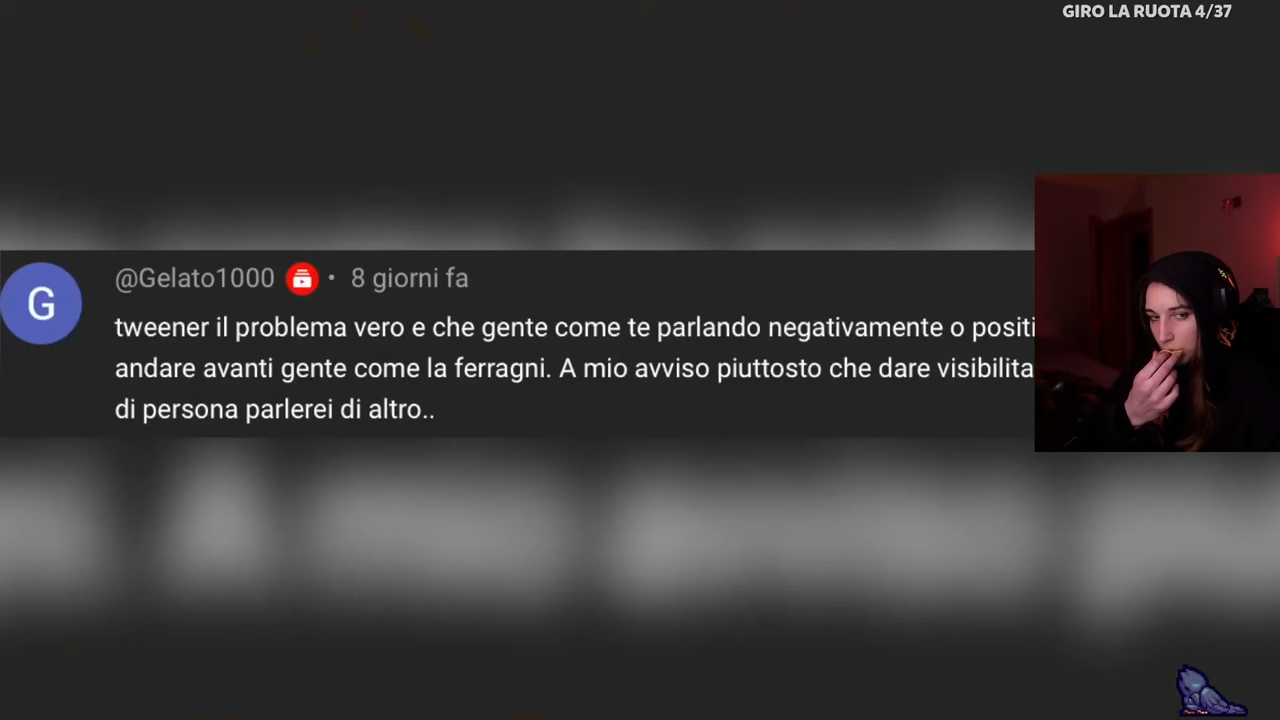 GIRO LA RUOTA 4/37
G
@Gelato1000 • 8 giorni fa
tweener il problema vero e che gente come te parlando negativamente o positi
andare avanti gente come la ferragni. A mio avviso piuttosto che dare visibilita
di persona parlerei di altro..